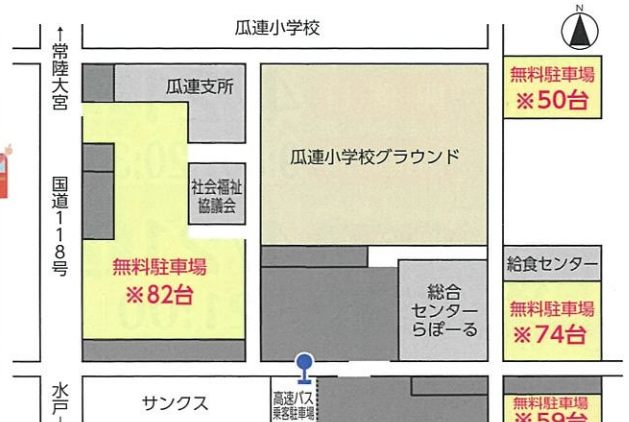 瓜連小学校
N
↑常陸大宮
無料駐車場
※50台
瓜連支所
瓜連小学校グラウンド
社会福祉
協議会
国道118号
無料駐車場
※82台
給食センター
総合
センター
らぽーる
無料駐車場
※74台
水戸
サンクス
高速バス
乗客駐車場
無料駐車場
※59台